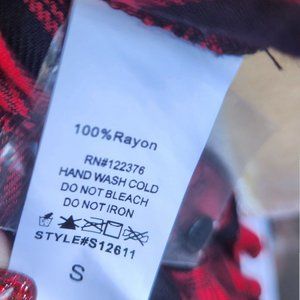 100%Rayon
RN#122376
HAND WASH COLD
DO NOT BLEACH
DO NOT IRON
STYLE#S12611
S